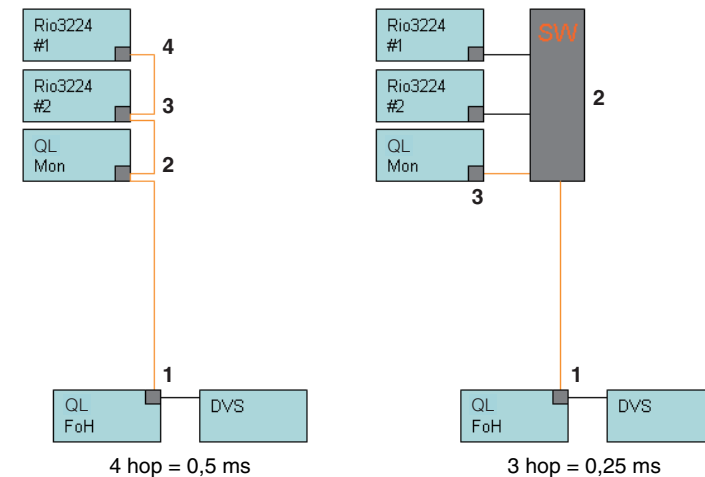 Rio3224
#1
4
Rio3224
#2
3
QL
Mon
2
1
QL
FoH
DVS
4 hop = 0,5 ms
Rio3224
#1
SW
Rio3224
#2
2
QL
Mon
3
1
QL
FoH
DVS
3 hop = 0,25 ms